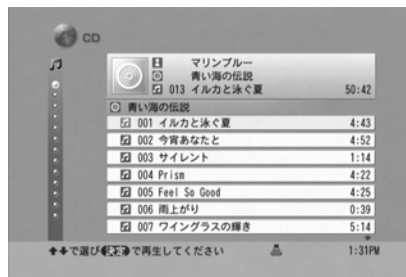 CD
マリンブルー
青い海の伝説
013 イルカと泳ぐ夏 50:42
青い海の伝説
001 イルカと泳ぐ夏 4:43
002 今宵あなたと 4:52
003 サイレント 1:14
004 Prism 4:22
005 Feel So Good 4:25
006 雨上がり 0:39
007 ワイングラスの輝き 5:14
で選び 決定 で再生してください 1:31PM